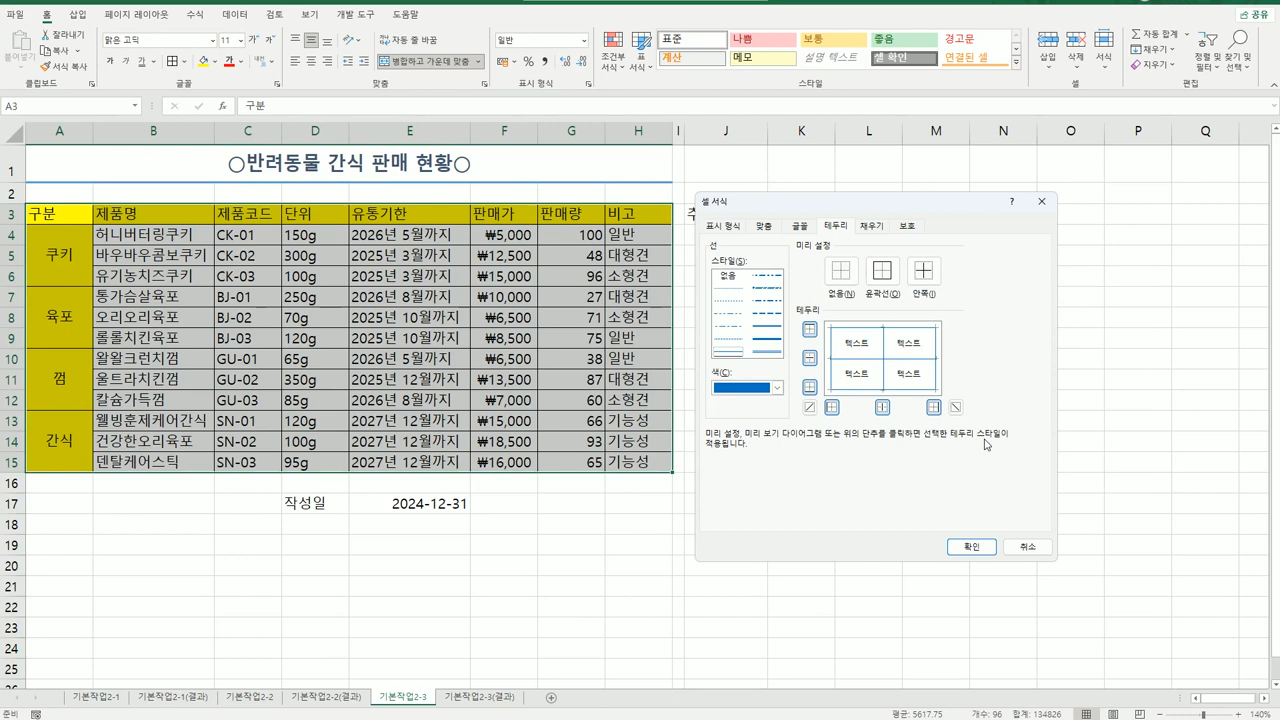 파일 홈 삽입 페이지 레이아웃 수식 데이터 검토 보기 개발 도구 도움말 공유
붙여넣기 잘라내기 복사 서식 복사 맑은 고딕 11 자동 줄 바꿈 병합하고 가운데 맞춤 일반 조건부 서식 표 서식
표준 나쁨 보통 좋음 경고문
계산 메모 설명 텍스트 셀 확인 연결된 셀
삽입 삭제 서식 자동 합계 채우기 지우기 정렬 및 필터 찾기 및 선택
클립보드 글꼴 맞춤 표시 형식 스타일 셀 편집
A3 fx 구분
A B C D E F G H I J K L M N O P Q
1 ○반려동물 간식 판매 현황○
2
3 구분 제품명 제품코드 단위 유통기한 판매가 판매량 비고
4 쿠키 허니버터링쿠키 CK-01 150g 2026년 5월까지 ₩5,000 100 일반
5 바우바우콤보쿠키 CK-02 300g 2025년 3월까지 ₩12,500 48 대형견
6 유기농치즈쿠키 CK-03 100g 2025년 3월까지 ₩15,000 96 소형견
7 육포 통가슴살육포 BJ-01 250g 2026년 8월까지 ₩10,000 27 대형견
8 오리오리육포 BJ-02 70g 2025년 10월까지 ₩6,500 71 소형견
9 롤롤치킨육포 BJ-03 120g 2025년 10월까지 ₩8,500 75 일반
10 껌 왈왈크런치껌 GU-01 65g 2026년 5월까지 ₩6,500 38 일반
11 울트라치킨껌 GU-02 350g 2025년 12월까지 ₩13,500 87 대형견
12 칼슘가득껌 GU-03 85g 2026년 8월까지 ₩7,000 60 소형견
13 간식 웰빙훈제케어간식 SN-01 120g 2027년 12월까지 ₩15,000 66 기능성
14 건강한오리육포 SN-02 100g 2027년 12월까지 ₩18,500 93 기능성
15 덴탈케어스틱 SN-03 95g 2027년 12월까지 ₩16,000 65 기능성
16
17 작성일 2024-12-31
18
19
20
21
22
23
24
25
셀 서식 ?
표시 형식 맞춤 글꼴 테두리 채우기 보호
선 미리 설정
스타일(S):
없음
없음(N) 윤곽선(O) 안쪽(I)
테두리
텍스트 텍스트
텍스트 텍스트
색(C):
미리 설정, 미리 보기 다이어그램 또는 위의 단추를 클릭하면 선택한 테두리 스타일이
적용됩니다.
확인 취소
기본작업2-1 기본작업2-1(결과) 기본작업2-2 기본작업2-2(결과) 기본작업2-3 기본작업2-3(결과)
준비 평균: 5617.75 개수: 96 합계: 134826 140%